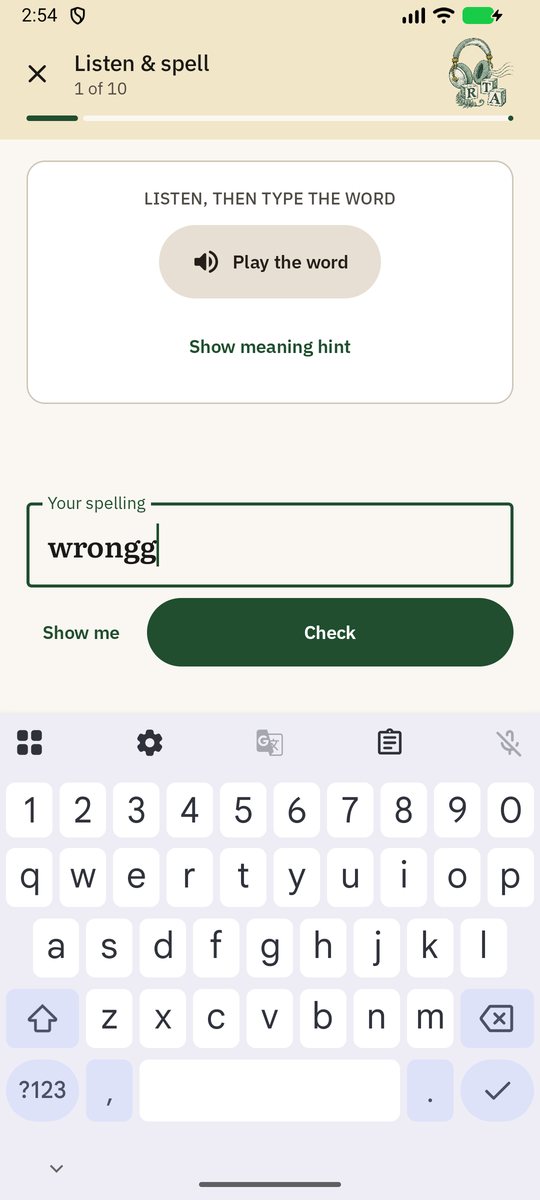 2:54
Listen & spell
1 of 10
R T A
LISTEN, THEN TYPE THE WORD
Play the word
Show meaning hint
Your spelling
wrongg
Show me Check
1 2 3 4 5 6 7 8 9 0
q w e r t y u i o p
a s d f g h j k l
z x c v b n m
?123 , .